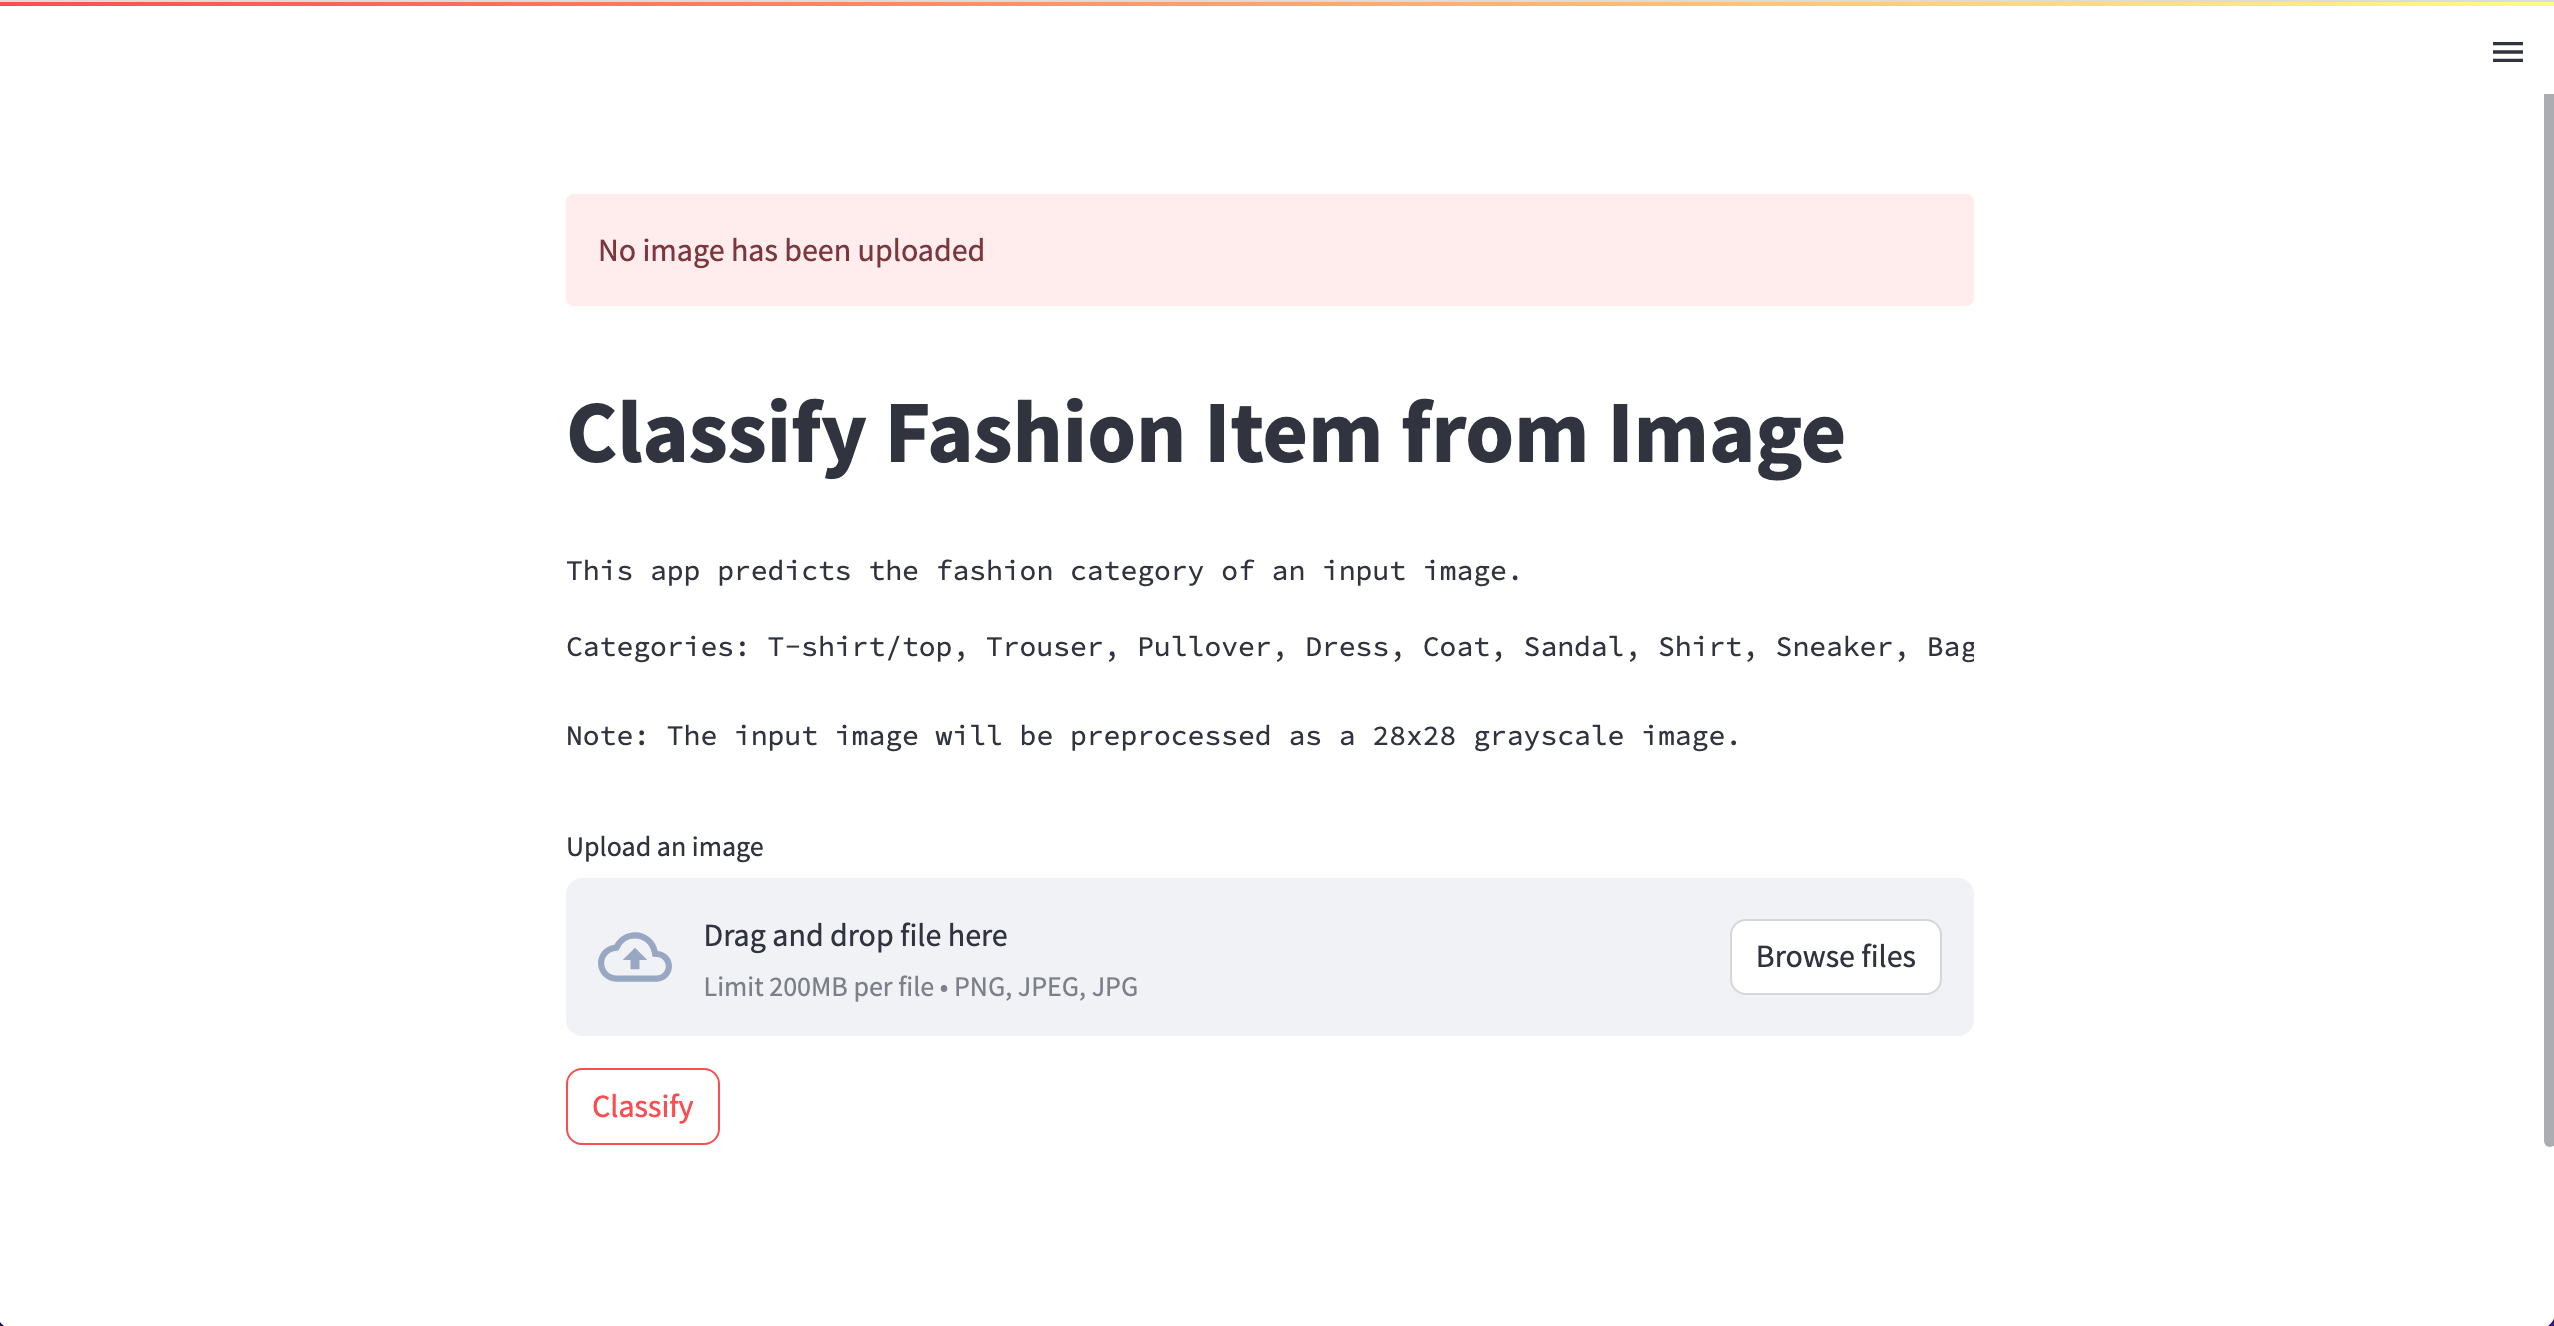 No image has been uploaded
Classify Fashion Item from Image
This app predicts the fashion category of an input image.
Categories: T-shirt/top, Trouser, Pullover, Dress, Coat, Sandal, Shirt, Sneaker, Bag
Note: The input image will be preprocessed as a 28x28 grayscale image.
Upload an image
Drag and drop file here
Limit 200MB per file • PNG, JPEG, JPG
Browse files
Classify